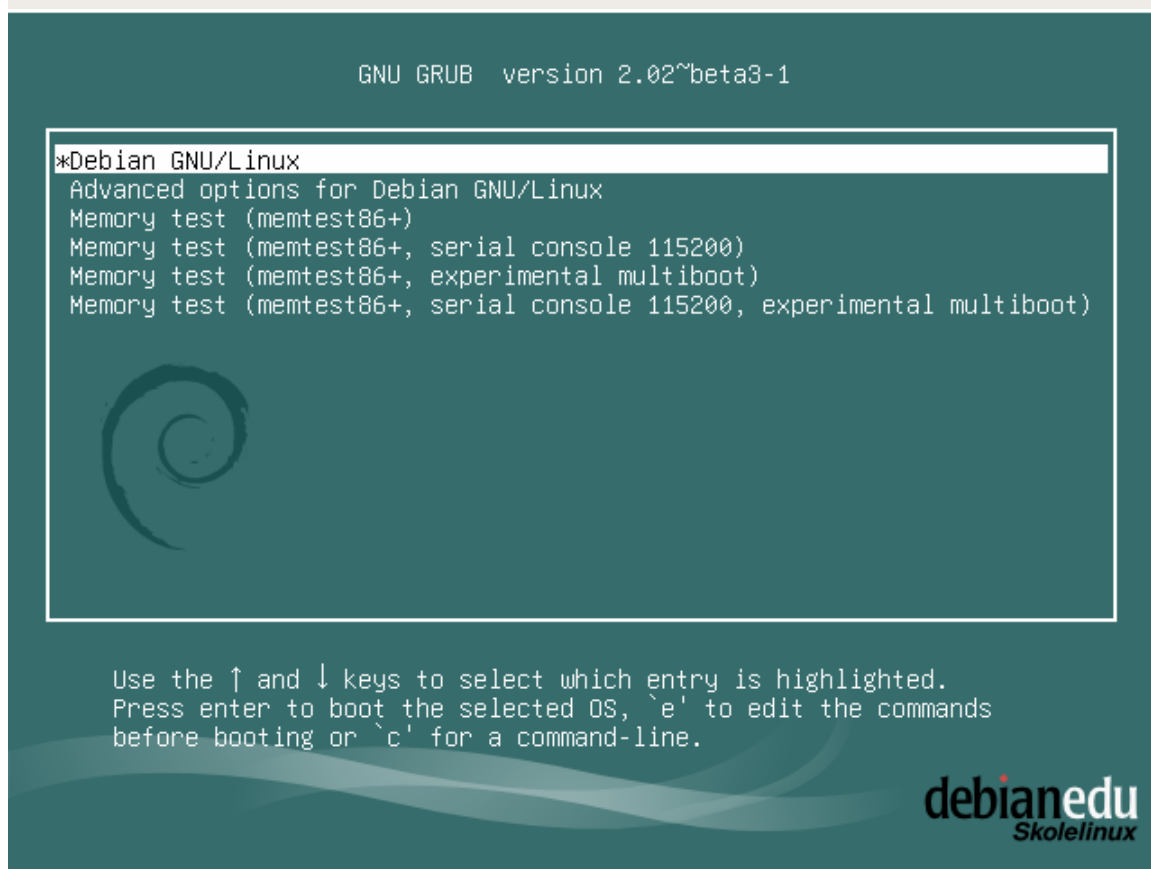 GNU GRUB version 2.02~beta3-1
*Debian GNU/Linux
Advanced options for Debian GNU/Linux
Memory test (memtest86+)
Memory test (memtest86+, serial console 115200)
Memory test (memtest86+, experimental multiboot)
Memory test (memtest86+, serial console 115200, experimental multiboot)
Use the ↑ and ↓ keys to select which entry is highlighted.
Press enter to boot the selected OS, `e' to edit the commands
before booting or `c' for a command-line.
debianedu
Skolelinux